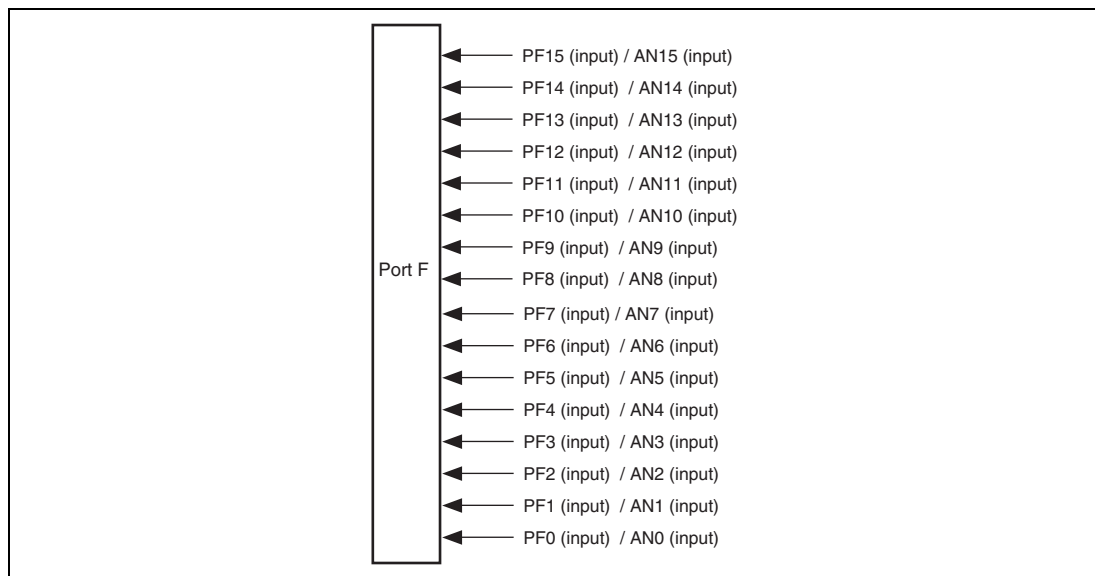 PF15 (input) / AN15 (input)
PF14 (input) / AN14 (input)
PF13 (input) / AN13 (input)
PF12 (input) / AN12 (input)
PF11 (input) / AN11 (input)
PF10 (input) / AN10 (input)
PF9 (input) / AN9 (input)
Port F
PF8 (input) / AN8 (input)
PF7 (input) / AN7 (input)
PF6 (input) / AN6 (input)
PF5 (input) / AN5 (input)
PF4 (input) / AN4 (input)
PF3 (input) / AN3 (input)
PF2 (input) / AN2 (input)
PF1 (input) / AN1 (input)
PF0 (input) / AN0 (input)